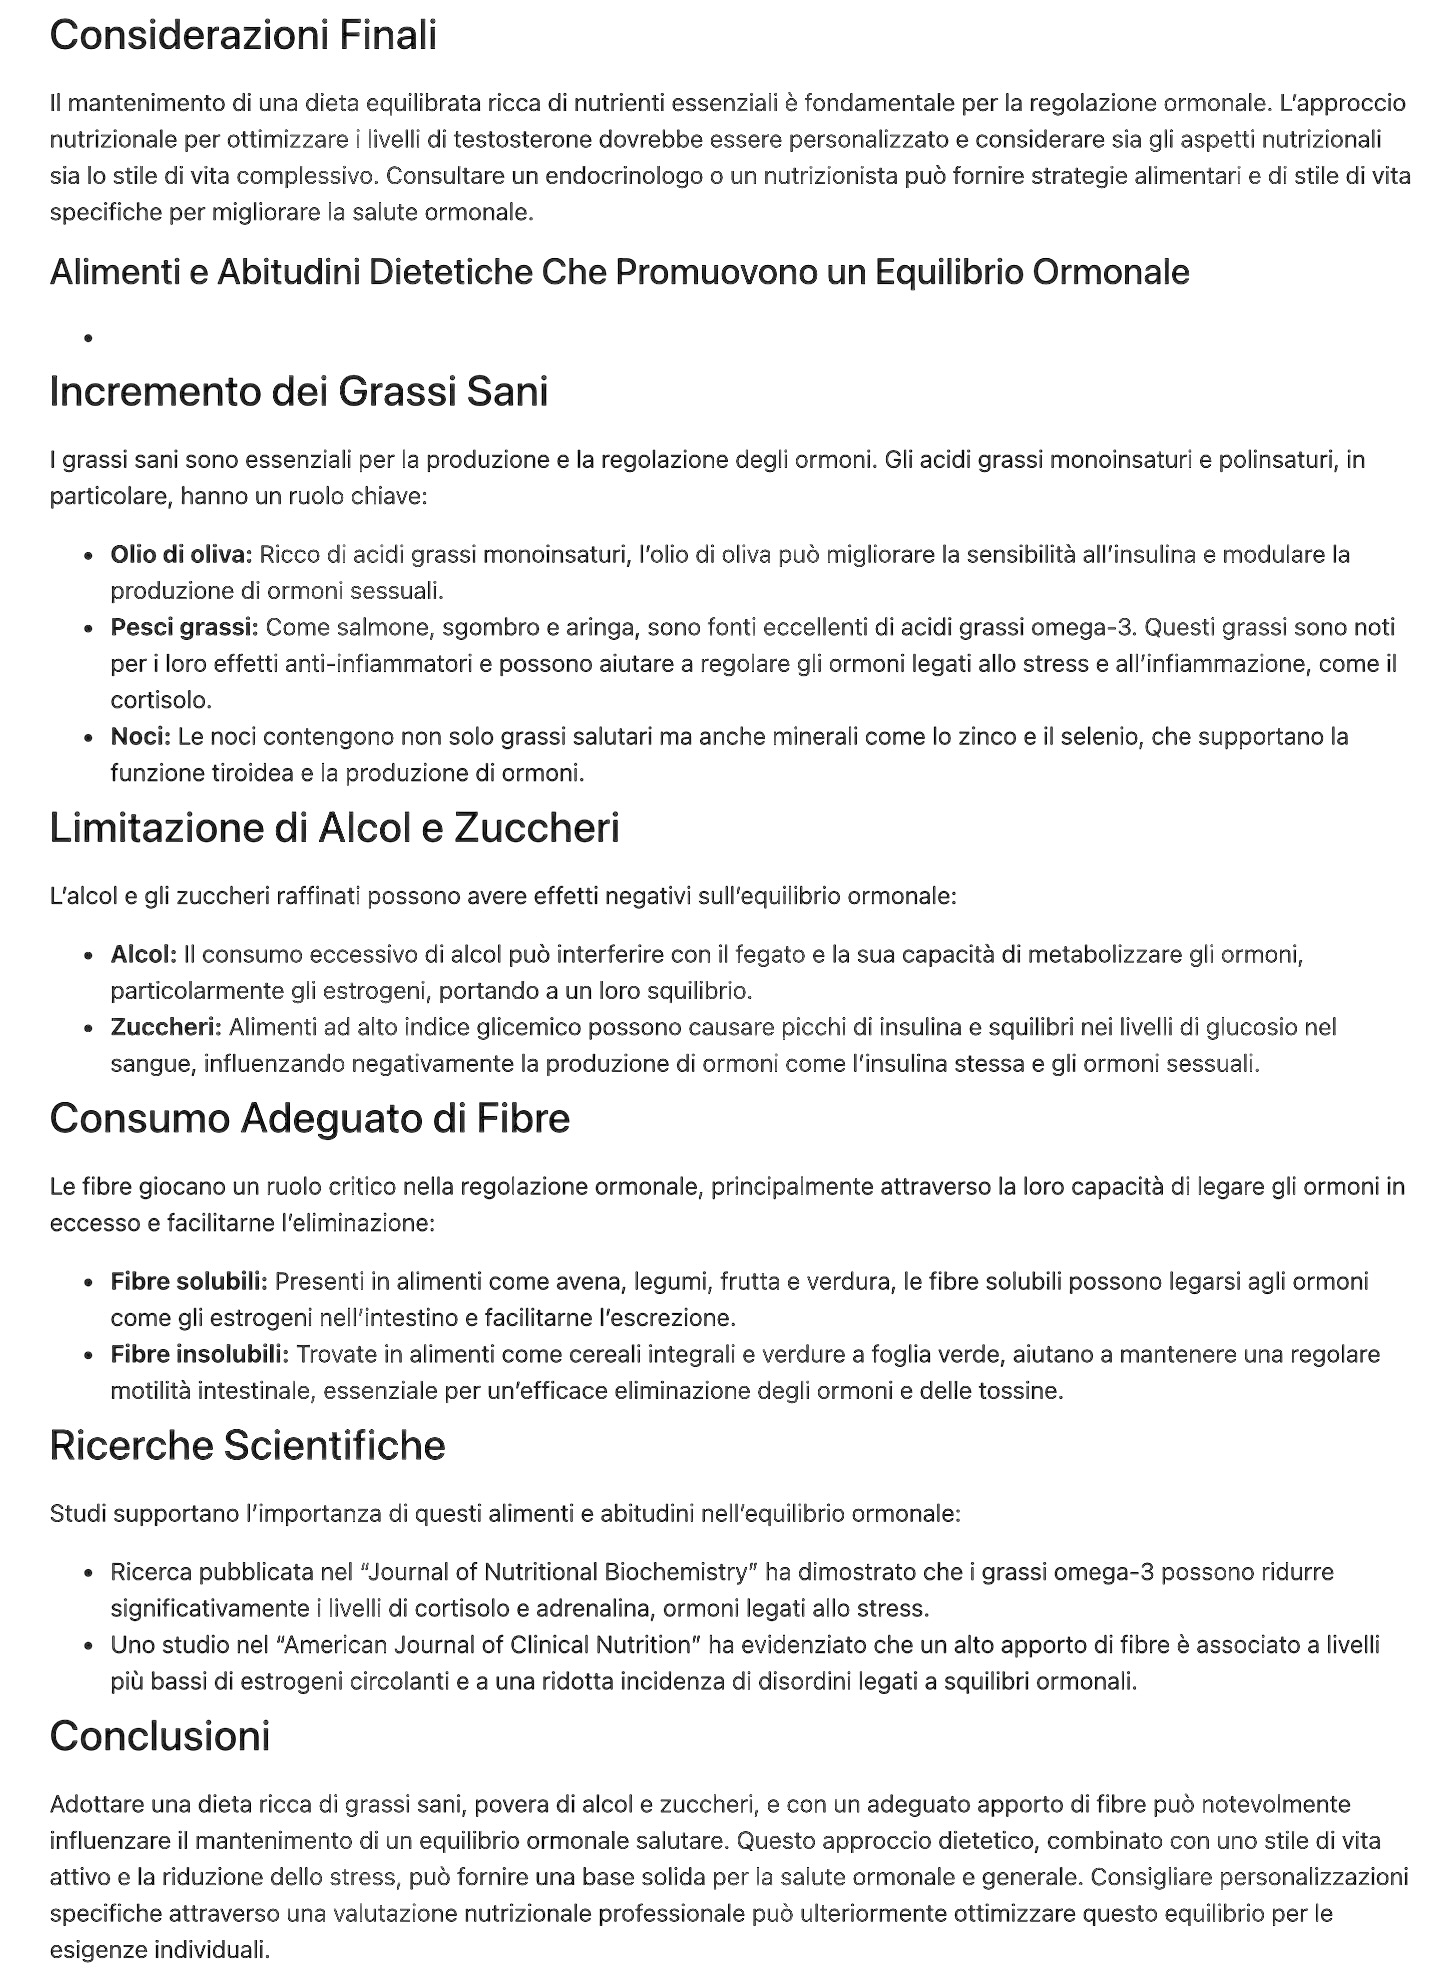 Considerazioni Finali
Il mantenimento di una dieta equilibrata ricca di nutrienti essenziali è fondamentale per la regolazione ormonale. L’approccio
nutrizionale per ottimizzare i livelli di testosterone dovrebbe essere personalizzato e considerare sia gli aspetti nutrizionali
sia lo stile di vita complessivo. Consultare un endocrinologo o un nutrizionista può fornire strategie alimentari e di stile di vita
specifiche per migliorare la salute ormonale.
Alimenti e Abitudini Dietetiche Che Promuovono un Equilibrio Ormonale
•
Incremento dei Grassi Sani
I grassi sani sono essenziali per la produzione e la regolazione degli ormoni. Gli acidi grassi monoinsaturi e polinsaturi, in
particolare, hanno un ruolo chiave:
• Olio di oliva: Ricco di acidi grassi monoinsaturi, l’olio di oliva può migliorare la sensibilità all’insulina e modulare la
produzione di ormoni sessuali.
• Pesci grassi: Come salmone, sgombro e aringa, sono fonti eccellenti di acidi grassi omega-3. Questi grassi sono noti
per i loro effetti anti-infiammatori e possono aiutare a regolare gli ormoni legati allo stress e all’infiammazione, come il
cortisolo.
• Noci: Le noci contengono non solo grassi salutari ma anche minerali come lo zinco e il selenio, che supportano la
funzione tiroidea e la produzione di ormoni.
Limitazione di Alcol e Zuccheri
L’alcol e gli zuccheri raffinati possono avere effetti negativi sull’equilibrio ormonale:
• Alcol: Il consumo eccessivo di alcol può interferire con il fegato e la sua capacità di metabolizzare gli ormoni,
particolarmente gli estrogeni, portando a un loro squilibrio.
• Zuccheri: Alimenti ad alto indice glicemico possono causare picchi di insulina e squilibri nei livelli di glucosio nel
sangue, influenzando negativamente la produzione di ormoni come l’insulina stessa e gli ormoni sessuali.
Consumo Adeguato di Fibre
Le fibre giocano un ruolo critico nella regolazione ormonale, principalmente attraverso la loro capacità di legare gli ormoni in
eccesso e facilitarne l’eliminazione:
• Fibre solubili: Presenti in alimenti come avena, legumi, frutta e verdura, le fibre solubili possono legarsi agli ormoni
come gli estrogeni nell’intestino e facilitarne l’escrezione.
• Fibre insolubili: Trovate in alimenti come cereali integrali e verdure a foglia verde, aiutano a mantenere una regolare
motilità intestinale, essenziale per un’efficace eliminazione degli ormoni e delle tossine.
Ricerche Scientifiche
Studi supportano l’importanza di questi alimenti e abitudini nell’equilibrio ormonale:
• Ricerca pubblicata nel “Journal of Nutritional Biochemistry” ha dimostrato che i grassi omega-3 possono ridurre
significativamente i livelli di cortisolo e adrenalina, ormoni legati allo stress.
• Uno studio nel “American Journal of Clinical Nutrition” ha evidenziato che un alto apporto di fibre è associato a livelli
più bassi di estrogeni circolanti e a una ridotta incidenza di disordini legati a squilibri ormonali.
Conclusioni
Adottare una dieta ricca di grassi sani, povera di alcol e zuccheri, e con un adeguato apporto di fibre può notevolmente
influenzare il mantenimento di un equilibrio ormonale salutare. Questo approccio dietetico, combinato con uno stile di vita
attivo e la riduzione dello stress, può fornire una base solida per la salute ormonale e generale. Consigliare personalizzazioni
specifiche attraverso una valutazione nutrizionale professionale può ulteriormente ottimizzare questo equilibrio per le
esigenze individuali.